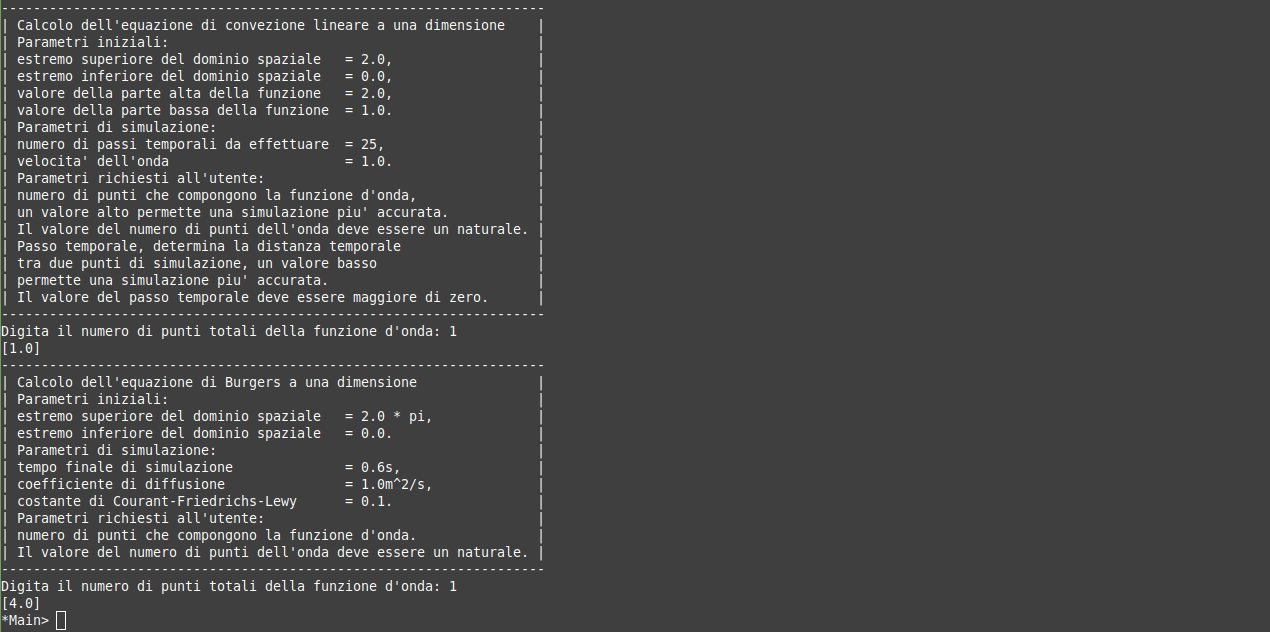 --------------------------------------------------------------------
| Calcolo dell'equazione di convezione lineare a una dimensione    |
| Parametri iniziali:                                              |
| estremo superiore del dominio spaziale   = 2.0,                  |
| estremo inferiore del dominio spaziale   = 0.0,                  |
| valore della parte alta della funzione   = 2.0,                  |
| valore della parte bassa della funzione  = 1.0.                  |
| Parametri di simulazione:                                        |
| numero di passi temporali da effettuare  = 25,                   |
| velocita' dell'onda                      = 1.0.                  |
| Parametri richiesti all'utente:                                  |
| numero di punti che compongono la funzione d'onda,               |
| un valore alto permette una simulazione piu' accurata.           |
| Il valore del numero di punti dell'onda deve essere un naturale. |
| Passo temporale, determina la distanza temporale                 |
| tra due punti di simulazione, un valore basso                    |
| permette una simulazione piu' accurata.                          |
| Il valore del passo temporale deve essere maggiore di zero.      |
--------------------------------------------------------------------
Digita il numero di punti totali della funzione d'onda: 1
[1.0]
--------------------------------------------------------------------
| Calcolo dell'equazione di Burgers a una dimensione               |
| Parametri iniziali:                                              |
| estremo superiore del dominio spaziale   = 2.0 * pi,             |
| estremo inferiore del dominio spaziale   = 0.0.                  |
| Parametri di simulazione:                                        |
| tempo finale di simulazione              = 0.6s,                 |
| coefficiente di diffusione               = 1.0m^2/s,             |
| costante di Courant-Friedrichs-Lewy      = 0.1.                  |
| Parametri richiesti all'utente:                                  |
| numero di punti che compongono la funzione d'onda.               |
| Il valore del numero di punti dell'onda deve essere un naturale. |
--------------------------------------------------------------------
Digita il numero di punti totali della funzione d'onda: 1
[4.0]
*Main>